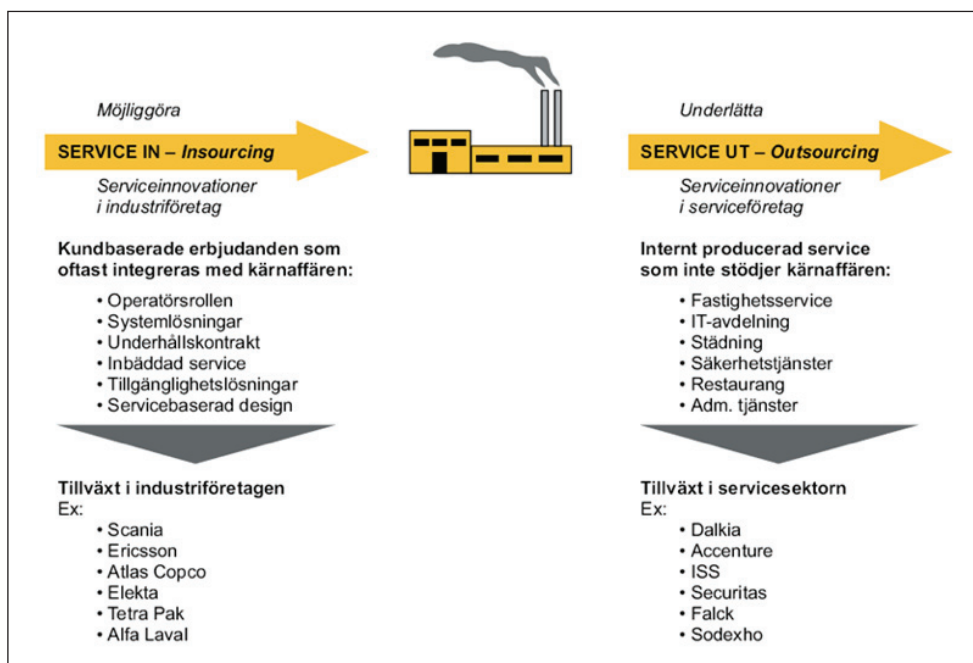 Möjliggöra
SERVICE IN – Insourcing
Serviceinnovationer
i industriföretag
Kundbaserade erbjudanden som
oftast integreras med kärnaffären:
• Operatörsrollen
• Systemlösningar
• Underhållskontrakt
• Inbäddad service
• Tillgänglighetslösningar
• Servicebaserad design
Tillväxt i industriföretagen
Ex:
• Scania
• Ericsson
• Atlas Copco
• Elekta
• Tetra Pak
• Alfa Laval
Underlätta
SERVICE UT – Outsourcing
Serviceinnovationer
i serviceföretag
Internt producerad service
som inte stödjer kärnaffären:
• Fastighetsservice
• IT-avdelning
• Städning
• Säkerhetstjänster
• Restaurang
• Adm. tjänster
Tillväxt i servicesektorn
Ex:
• Dalkia
• Accenture
• ISS
• Securitas
• Falck
• Sodexho